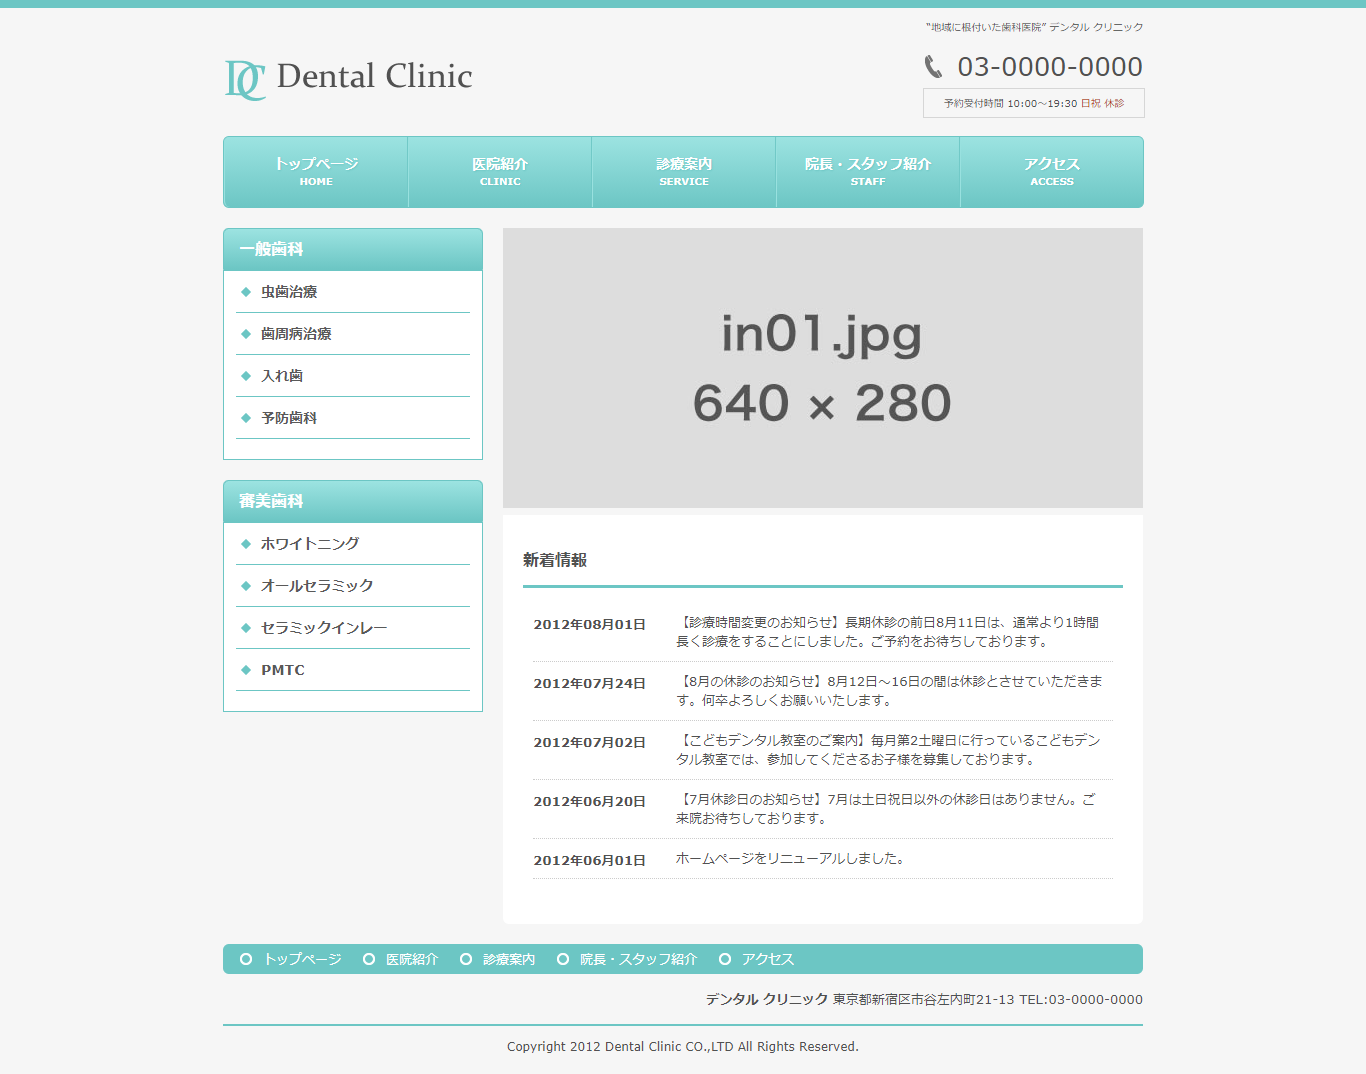 “地域に根付いた歯科医院” デンタル クリニック
DC Dental Clinic
03-0000-0000
予約受付時間 10:00～19:30 日祝 休診
トップページ 医院紹介 診療案内 院長・スタッフ紹介 アクセス
HOME CLINIC SERVICE STAFF ACCESS
一般歯科
虫歯治療
歯周病治療
入れ歯
予防歯科
審美歯科
ホワイトニング
オールセラミック
セラミックインレー
PMTC
in01.jpg
640 × 280
新着情報
2012年08月01日 【診療時間変更のお知らせ】長期休診の前日8月11日は、通常より1時間
長く診療をすることにしました。ご予約をお待ちしております。
2012年07月24日 【8月の休診のお知らせ】8月12日～16日の間は休診とさせていただきま
す。何卒よろしくお願いいたします。
2012年07月02日 【こどもデンタル教室のご案内】毎月第2土曜日に行っているこどもデン
タル教室では、参加してくださるお子様を募集しております。
2012年06月20日 【7月休診日のお知らせ】7月は土日祝日以外の休診日はありません。ご
来院お待ちしております。
2012年06月01日 ホームページをリニューアルしました。
トップページ 医院紹介 診療案内 院長・スタッフ紹介 アクセス
デンタル クリニック 東京都新宿区市谷左内町21-13 TEL:03-0000-0000
Copyright 2012 Dental Clinic CO.,LTD All Rights Reserved.